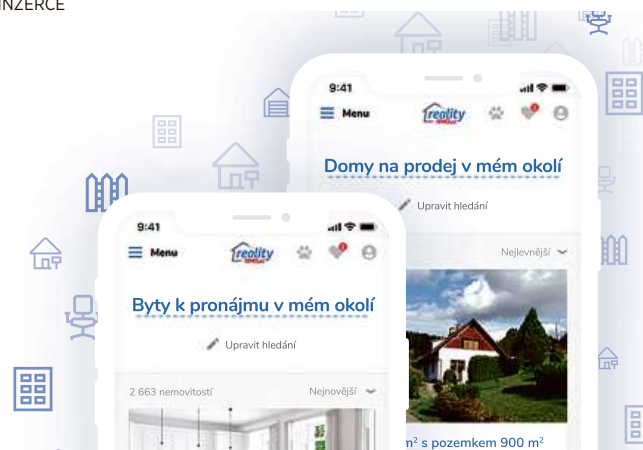 INZERCE
9:41
Menu
reality
Domy na prodej v mém okolí
Upravit hledání
Nejlevnější
m² s pozemkem 900 m²
9:41
Menu
reality
Byty k pronájmu v mém okolí
Upravit hledání
2 663 nemovitostí
Nejnovější